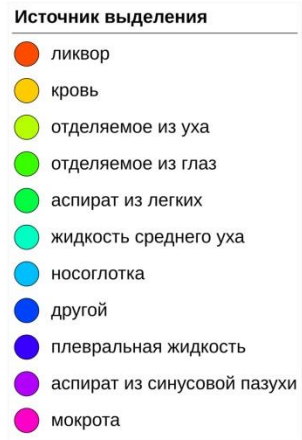 Источник выделения
ликвор
кровь
отделяемое из уха
отделяемое из глаз
аспират из легких
жидкость среднего уха
носоглотка
другой
плевральная жидкость
аспират из синусовой пазухи
мокрота